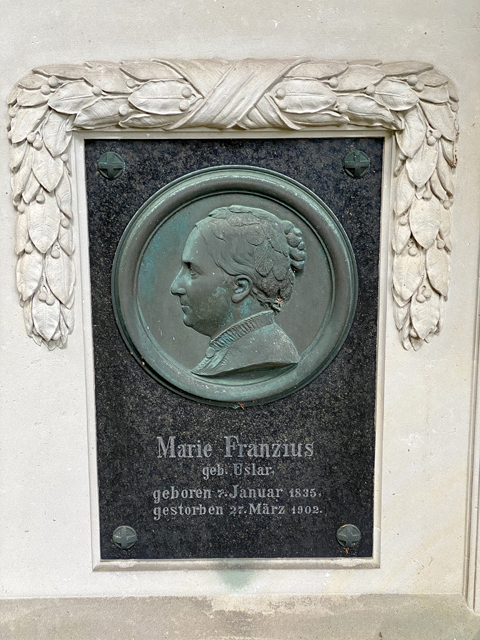 Marie Franzius
geb. Uslar,
geboren 7. Januar 1835.
gestorben 27. März 1902.